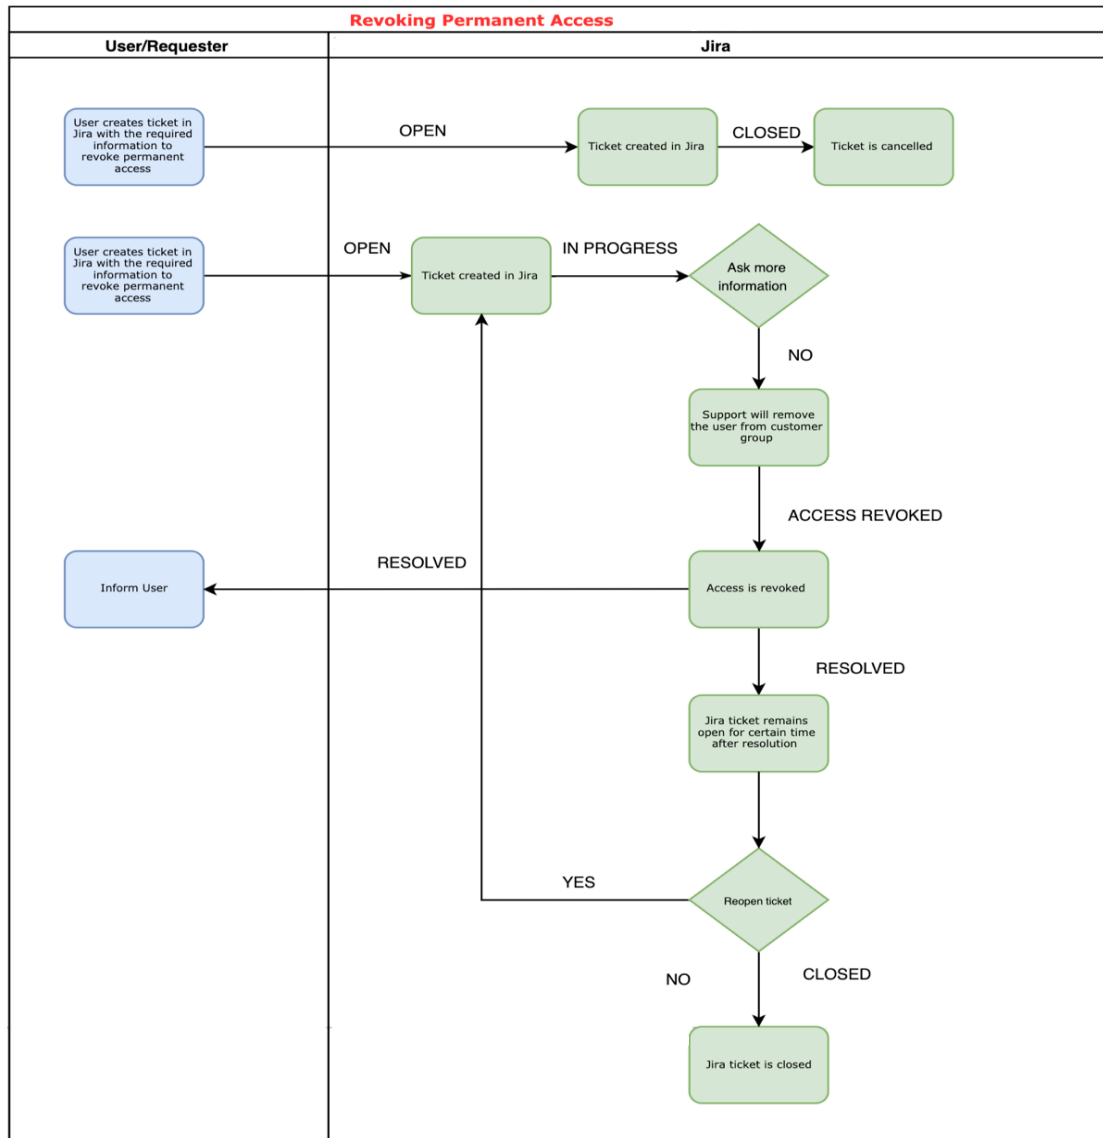 Revoking Permanent Access
User/Requester
Jira
User creates ticket in
Jira with the required
information to
revoke permanent
access
OPEN
Ticket created in Jira
CLOSED
Ticket is cancelled
User creates ticket in
Jira with the required
information to
revoke permanent
access
OPEN
Ticket created in Jira
IN PROGRESS
Ask more
information
NO
Support will remove
the user from customer
group
ACCESS REVOKED
Inform User
RESOLVED
Access is revoked
RESOLVED
Jira ticket remains
open for certain time
after resolution
YES
Reopen ticket
NO
CLOSED
Jira ticket is closed